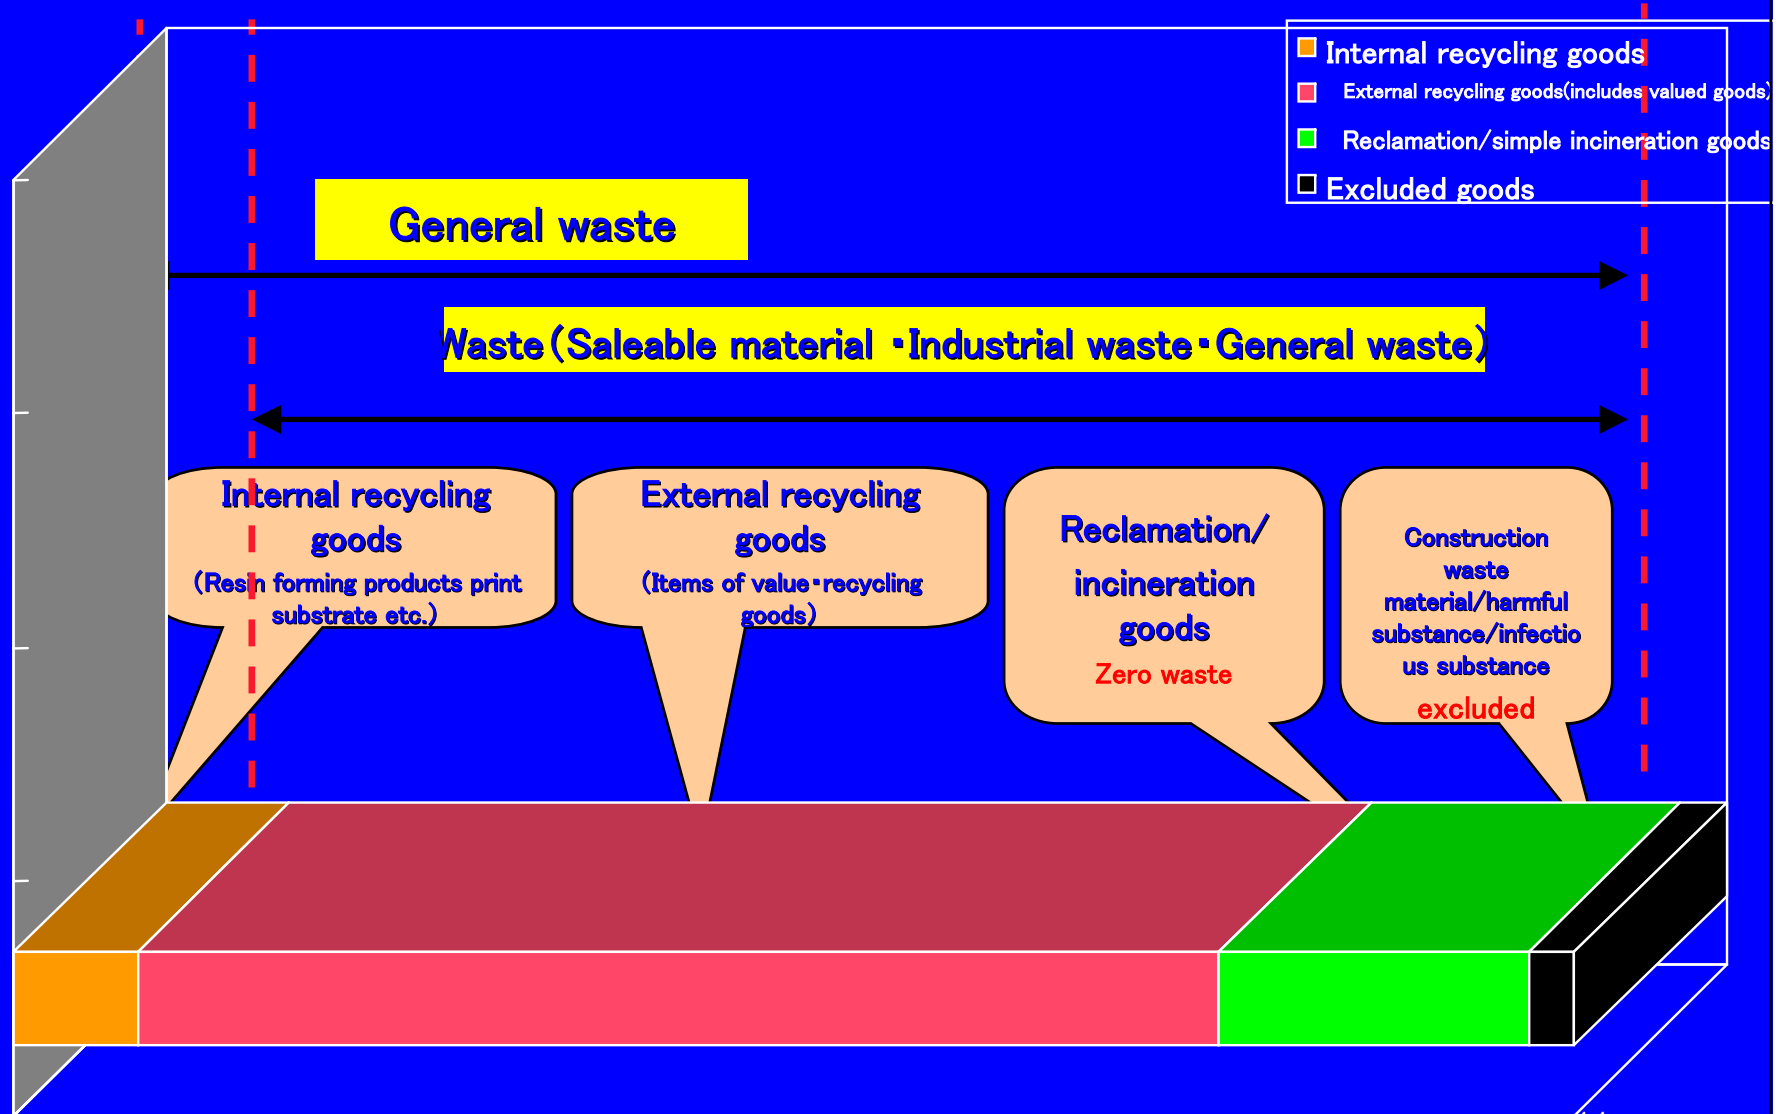 Internal recycling goods
External recycling goods(includes valued goods)
Reclamation/simple incineration goods
Excluded goods
General waste
Waste(Saleable material・Industrial waste・General waste)
Internal recycling
goods
(Resin forming products print
substrate etc.)
External recycling
goods
(Items of value・recycling
goods)
Reclamation/
incineration
goods
Zero waste
Construction
waste
material/harmful
substance/infectio
us substance
excluded